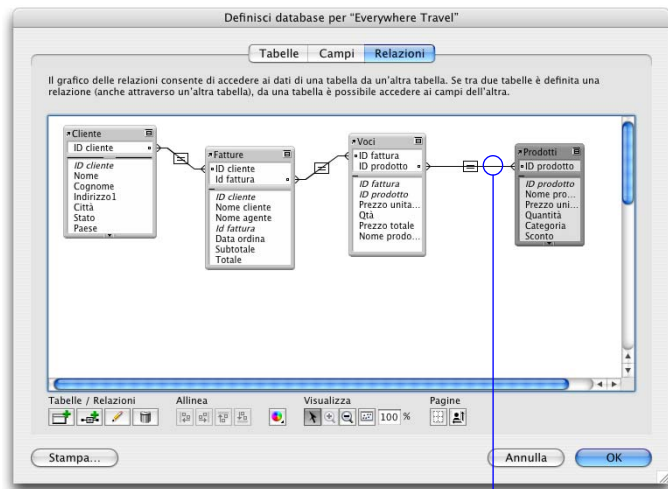 Definisci database per “Everywhere Travel”
Tabelle
Campi
Relazioni
Il grafico delle relazioni consente di accedere ai dati di una tabella da un'altra tabella. Se tra due tabelle è definita una
relazione (anche attraverso un'altra tabella), da una tabella è possibile accedere ai campi dell'altra.
Cliente
ID cliente
ID cliente
Nome
Cognome
Indirizzo1
Città
Stato
Paese
Fatture
ID cliente
Id fattura
ID cliente
Nome cliente
Nome agente
Id fattura
Data ordina
Subtotale
Totale
Voci
ID fattura
ID prodotto
ID fattura
ID prodotto
Prezzo unita...
Qtà
Prezzo totale
Nome prodo...
Prodotti
ID prodotto
ID prodotto
Nome pro...
Prezzo uni...
Quantità
Categoria
Sconto
Tabelle / Relazioni
Allinea
Visualizza
Pagine
100 %
Stampa...
Annulla
OK